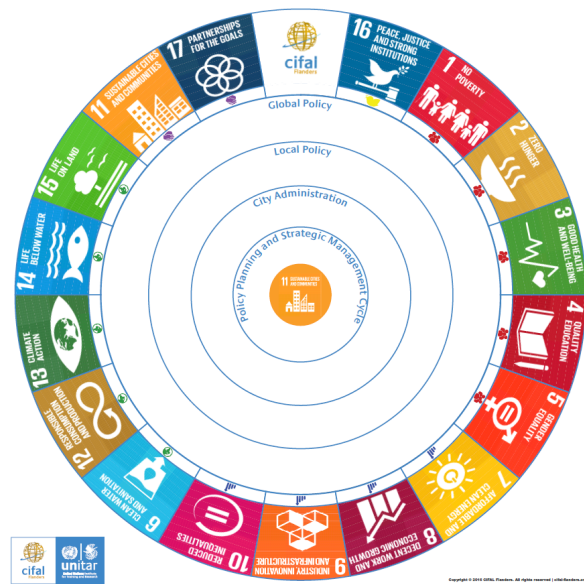 cifal
Flanders
16 PEACE, JUSTICE
AND STRONG
INSTITUTIONS
1 NO
POVERTY
2 ZERO
HUNGER
3 GOOD HEALTH
AND WELL-BEING
4 QUALITY
EDUCATION
5 GENDER
EQUALITY
7 AFFORDABLE AND
CLEAN ENERGY
8 DECENT WORK AND
ECONOMIC GROWTH
9 INDUSTRY, INNOVATION
AND INFRASTRUCTURE
10 REDUCED
INEQUALITIES
6 CLEAN WATER
AND SANITATION
12 RESPONSIBLE
CONSUMPTION
AND PRODUCTION
13 CLIMATE
ACTION
14 LIFE
BELOW WATER
15 LIFE
ON LAND
11 SUSTAINABLE CITIES
AND COMMUNITIES
17 PARTNERSHIPS
FOR THE GOALS
Global Policy
Local Policy
City Administration
Policy Planning and Strategic Management Cycle
11 SUSTAINABLE CITIES
AND COMMUNITIES
cifal
Flanders
unitar
Copyright © 2015 CIFAL Flanders. All rights reserved | cifal-flanders